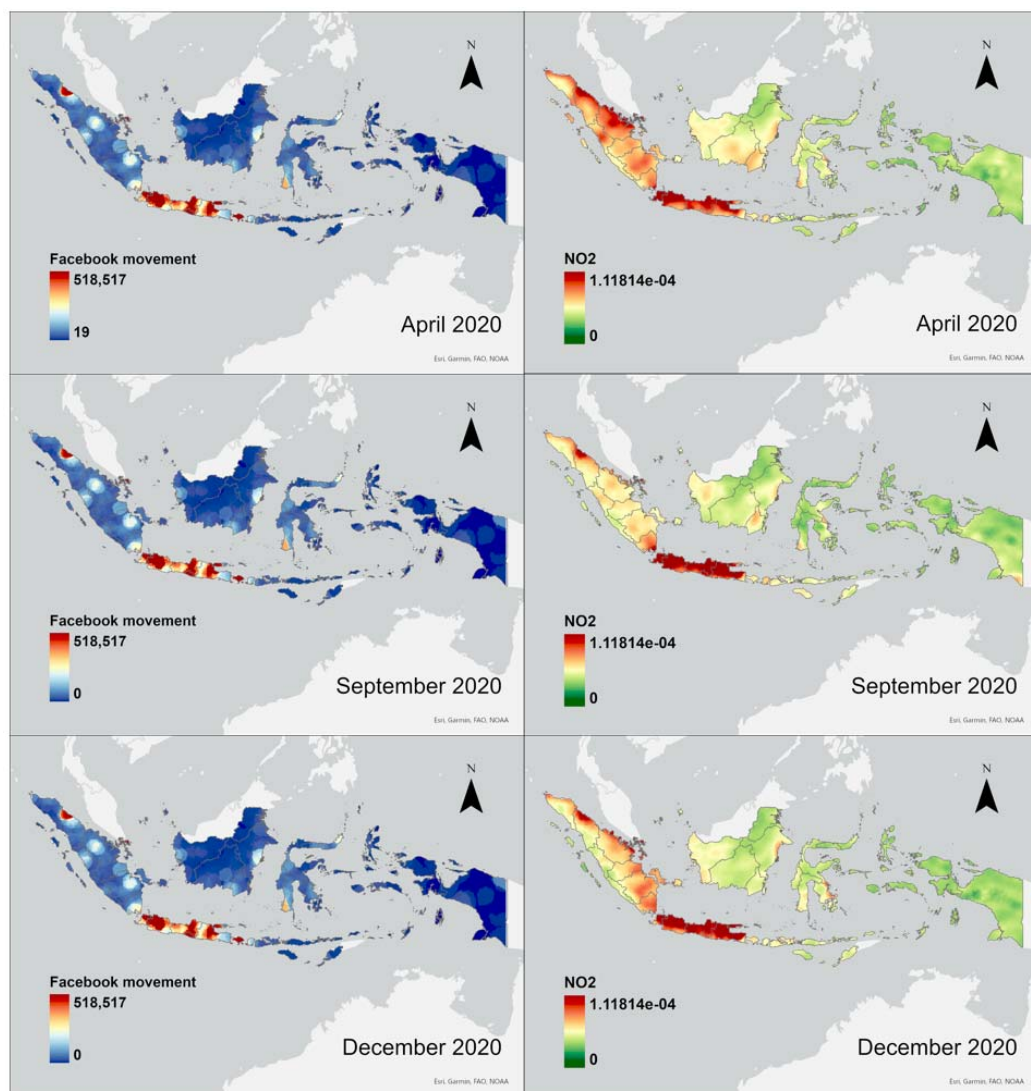 N
Facebook movement
518,517
19
April 2020
Esri, Garmin, FAO, NOAA
N
NO2
1.11814e-04
0
April 2020
Esri, Garmin, FAO, NOAA
N
Facebook movement
518,517
0
September 2020
Esri, Garmin, FAO, NOAA
N
NO2
1.11814e-04
0
September 2020
Esri, Garmin, FAO, NOAA
N
Facebook movement
518,517
0
December 2020
Esri, Garmin, FAO, NOAA
N
NO2
1.11814e-04
0
December 2020
Esri, Garmin, FAO, NOAA